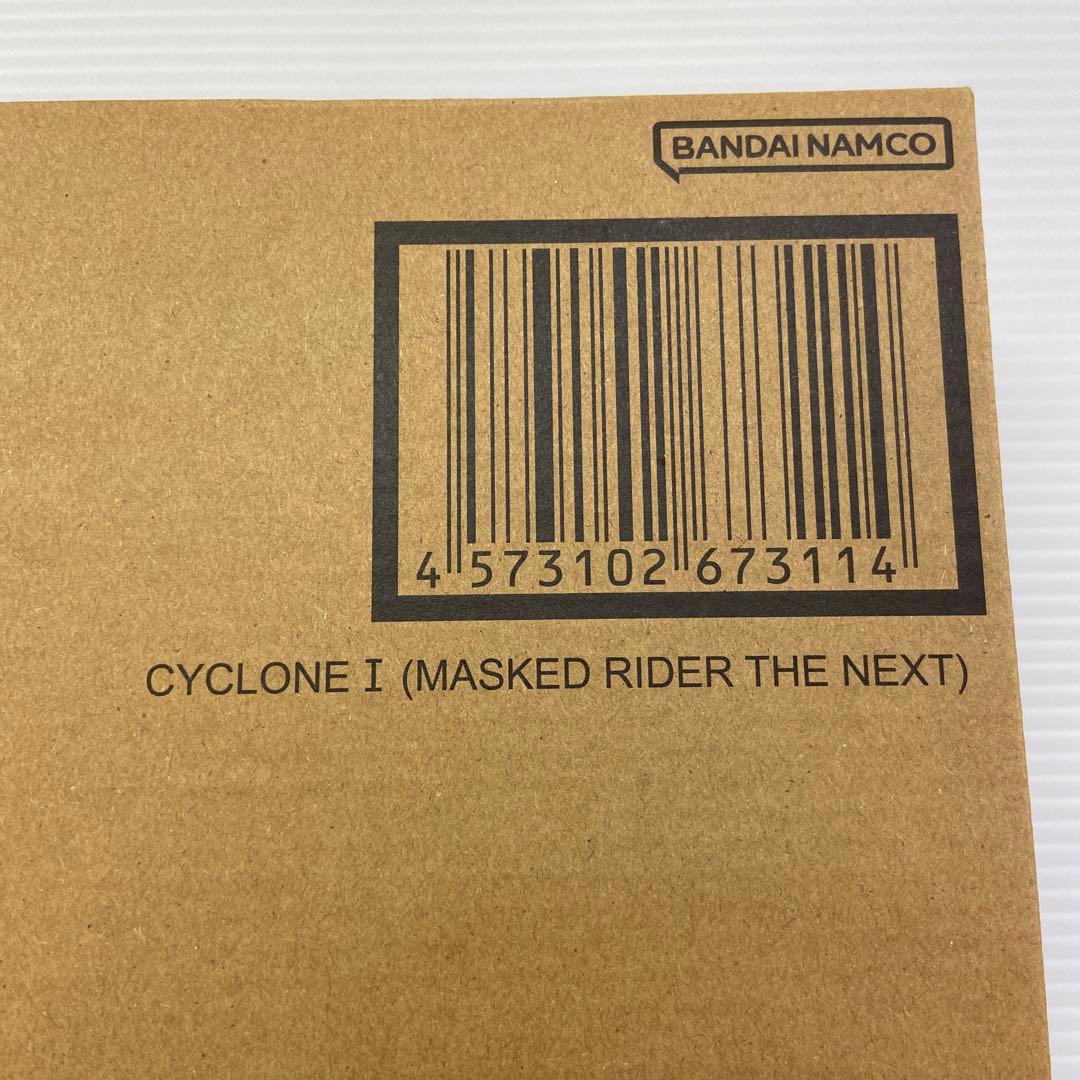 BANDAI NAMCO
4 573102 673114
CYCLONE I (MASKED RIDER THE NEXT)